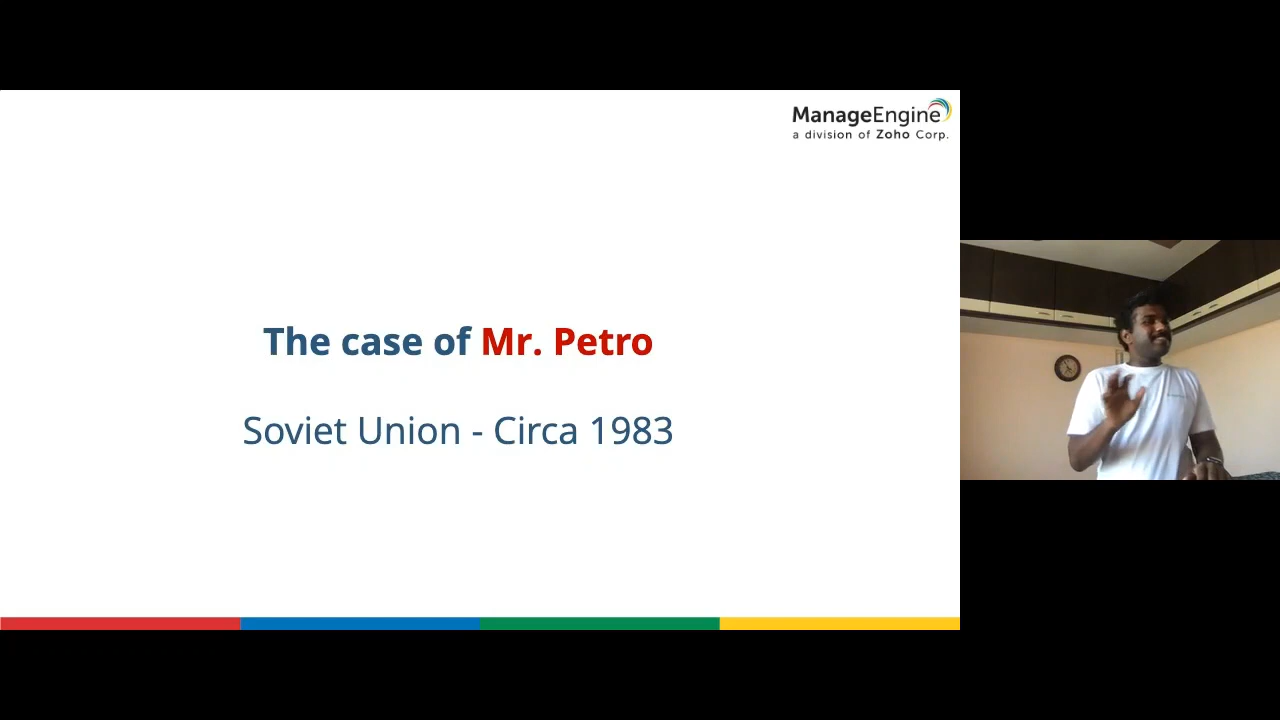 ManageEngine
a division of Zoho Corp.
The case of Mr. Petro
Soviet Union - Circa 1983